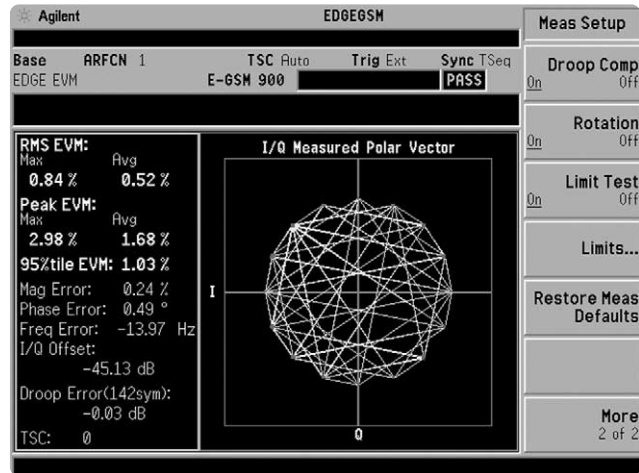 Agilent EDGEGSM Meas Setup
Base ARFCN 1 TSC Auto Trig Ext Sync TSeq
EDGE EVM E-GSM 900 PASS
RMS EVM:
Max Avg
0.84 % 0.52 %
Peak EVM:
Max Avg
2.98 % 1.68 %
95%tile EVM: 1.03 %
Mag Error: 0.24 %
Phase Error: 0.49 °
Freq Error: -13.97 Hz
I/Q Offset:
-45.13 dB
Droop Error(142sym):
-0.03 dB
TSC: 0
I/Q Measured Polar Vector
I
Q
Droop Comp
On Off
Rotation
On Off
Limit Test
On Off
Limits...
Restore Meas
Defaults
More
2 of 2